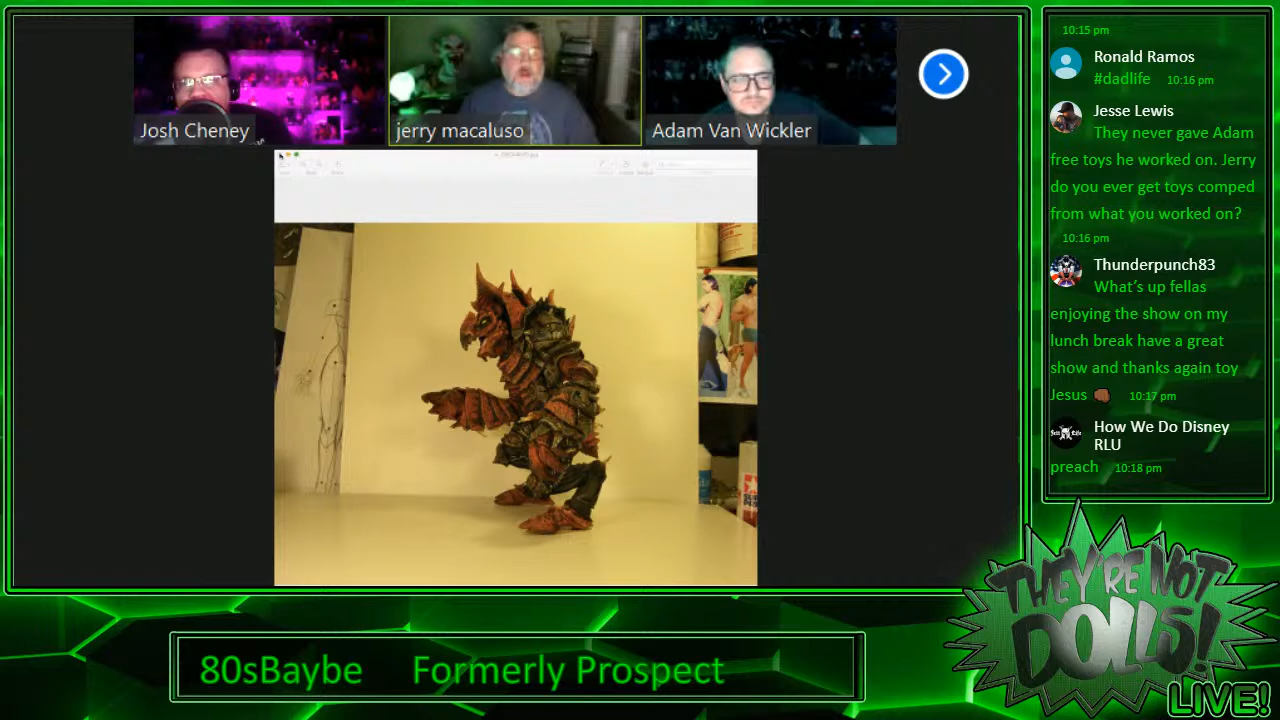 Josh Cheney
jerry macaluso
Adam Van Wickler
10:15 pm
Ronald Ramos
#dadlife 10:16 pm
Jesse Lewis
They never gave Adam
free toys he worked on. Jerry
do you ever get toys comped
from what you worked on?
10:16 pm
Thunderpunch83
What’s up fellas
enjoying the show on my
lunch break have a great
show and thanks again toy
Jesus 10:17 pm
How We Do Disney
RLU
preach 10:18 pm
THEY'RE NOT
DOLLS!
LIVE!
80sBaybe Formerly Prospect